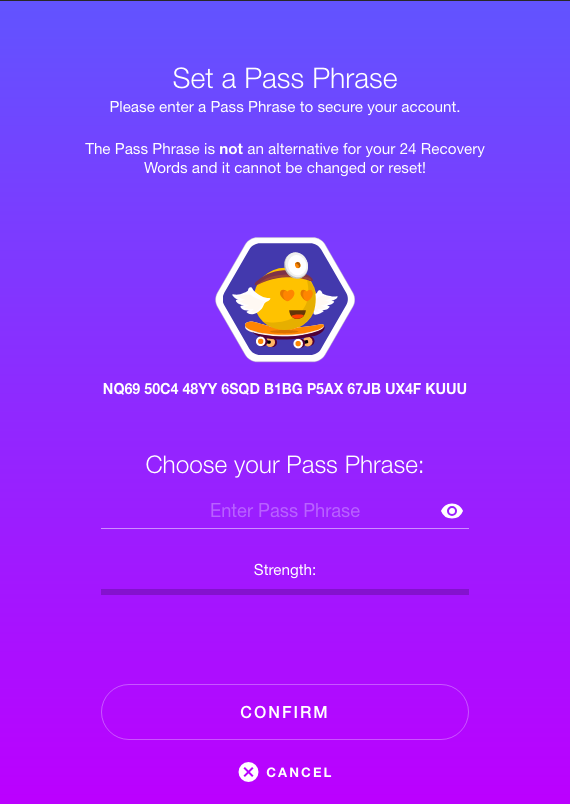 Set a Pass Phrase
Please enter a Pass Phrase to secure your account.
The Pass Phrase is not an alternative for your 24 Recovery
Words and it cannot be changed or reset!
NQ69 50C4 48YY 6SQD B1BG P5AX 67JB UX4F KUUU
Choose your Pass Phrase:
Enter Pass Phrase
Strength:
CONFIRM
CANCEL